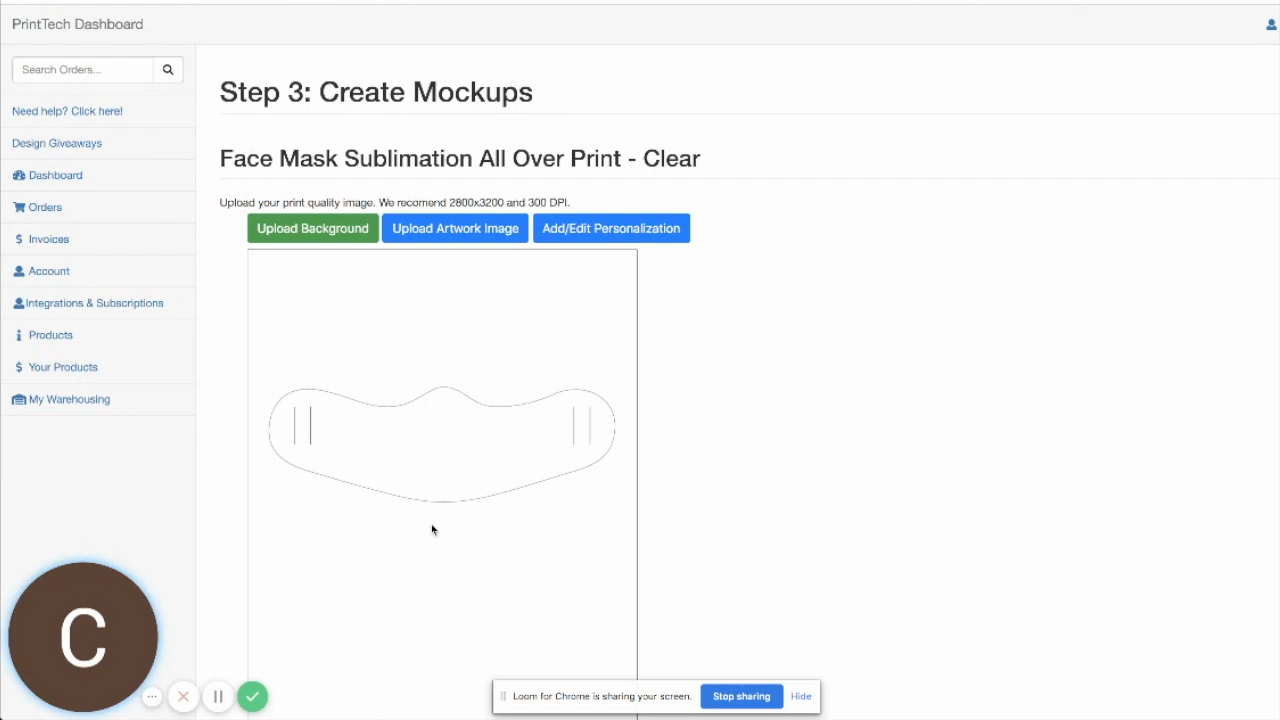 PrintTech Dashboard
Search Orders...
Need help? Click here!
Design Giveaways
Dashboard
Orders
Invoices
Account
Integrations & Subscriptions
Products
Your Products
My Warehousing
Step 3: Create Mockups
Face Mask Sublimation All Over Print - Clear
Upload your print quality image. We recomend 2800x3200 and 300 DPI.
Upload Background Upload Artwork Image Add/Edit Personalization
C
Loom for Chrome is sharing your screen. Stop sharing Hide